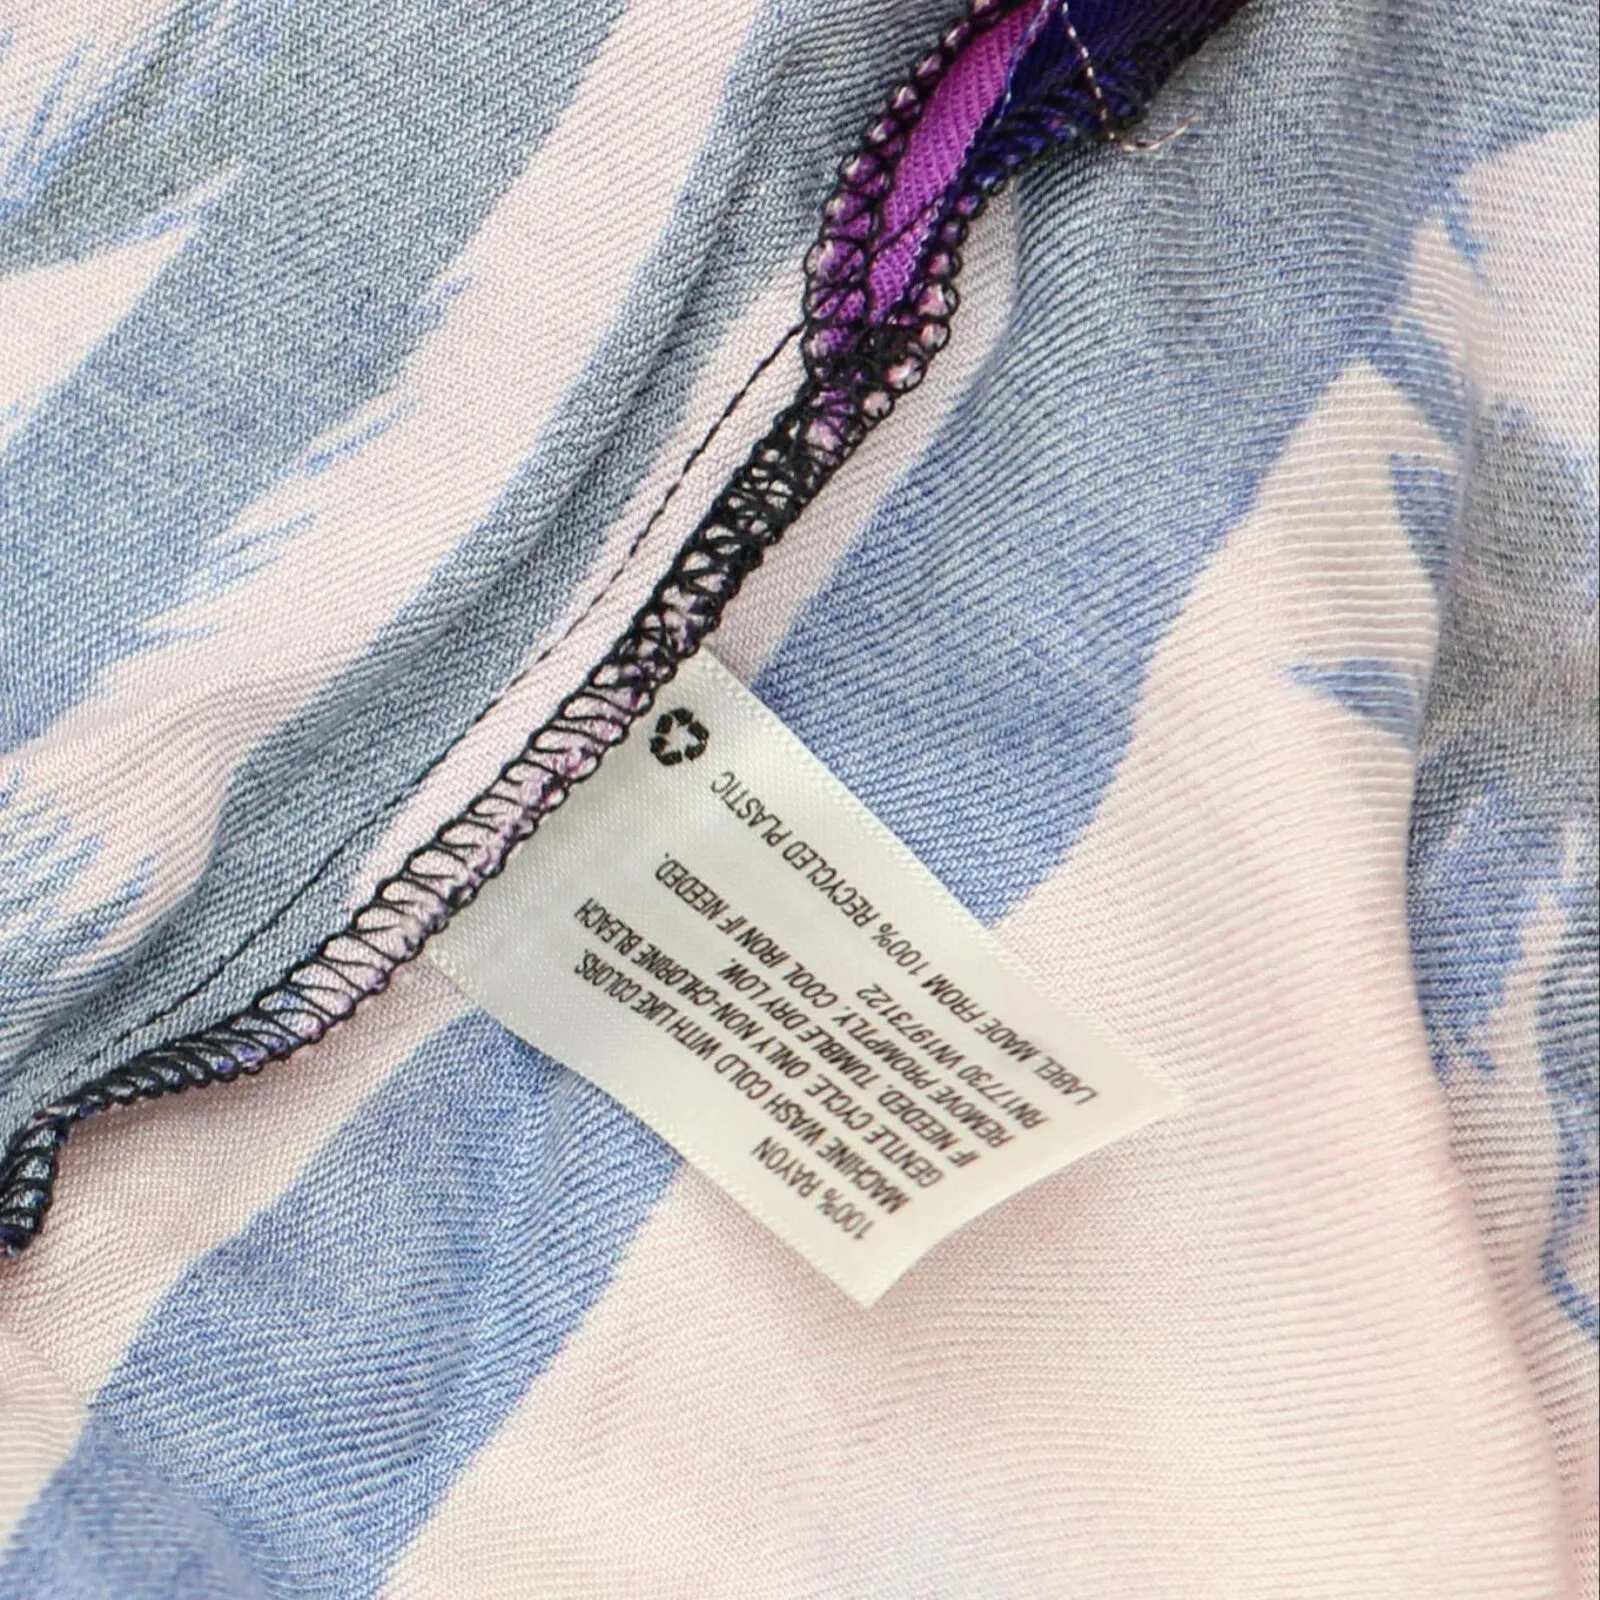 100% RAYON
MACHINE WASH COLD WITH LIKE COLORS.
GENTLE CYCLE. ONLY NON-CHLORINE BLEACH
IF NEEDED. TUMBLE DRY LOW.
REMOVE PROMPTLY. COOL IRON IF NEEDED.
RN17730 VN1973122
LABEL MADE FROM 100% RECYCLED PLASTIC